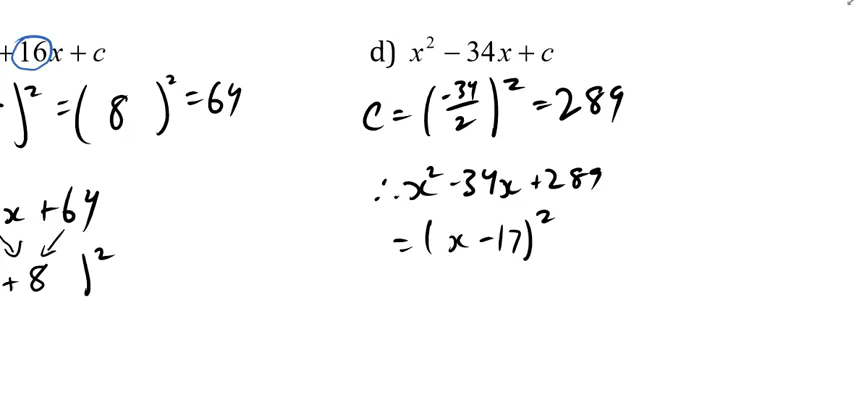 +16x + c
)² = ( 8 )² = 64
x + 64
+ 8 )²
d) x² − 34x + c
c = (-34/2)² = 289
∴ x² - 34x + 289
= (x - 17)²